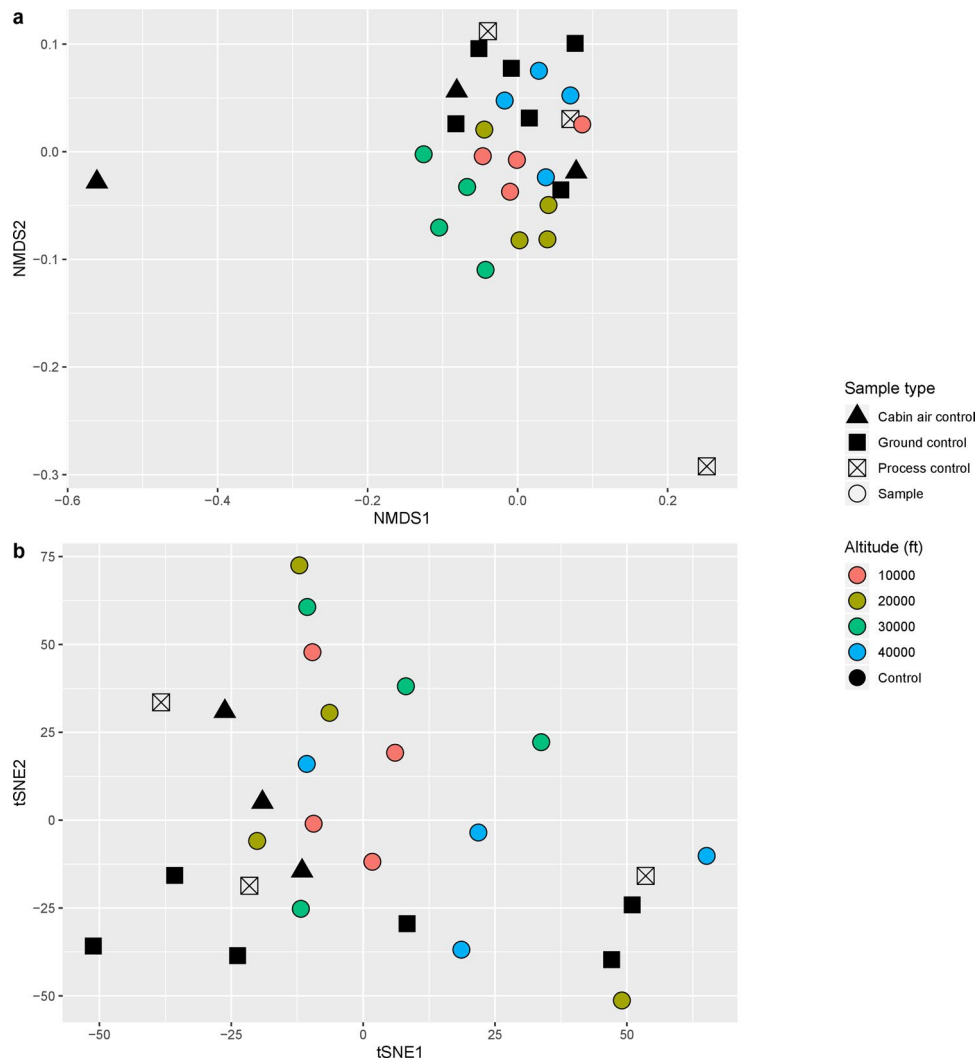 a
0.1
0.0
−0.1
−0.2
−0.3
NMDS2
−0.6
−0.4
−0.2
0.0
0.2
NMDS1
b
75
50
25
0
−25
−50
tSNE2
−50
−25
0
25
50
tSNE1
Sample type
Cabin air control
Ground control
Process control
Sample
Altitude (ft)
10000
20000
30000
40000
Control